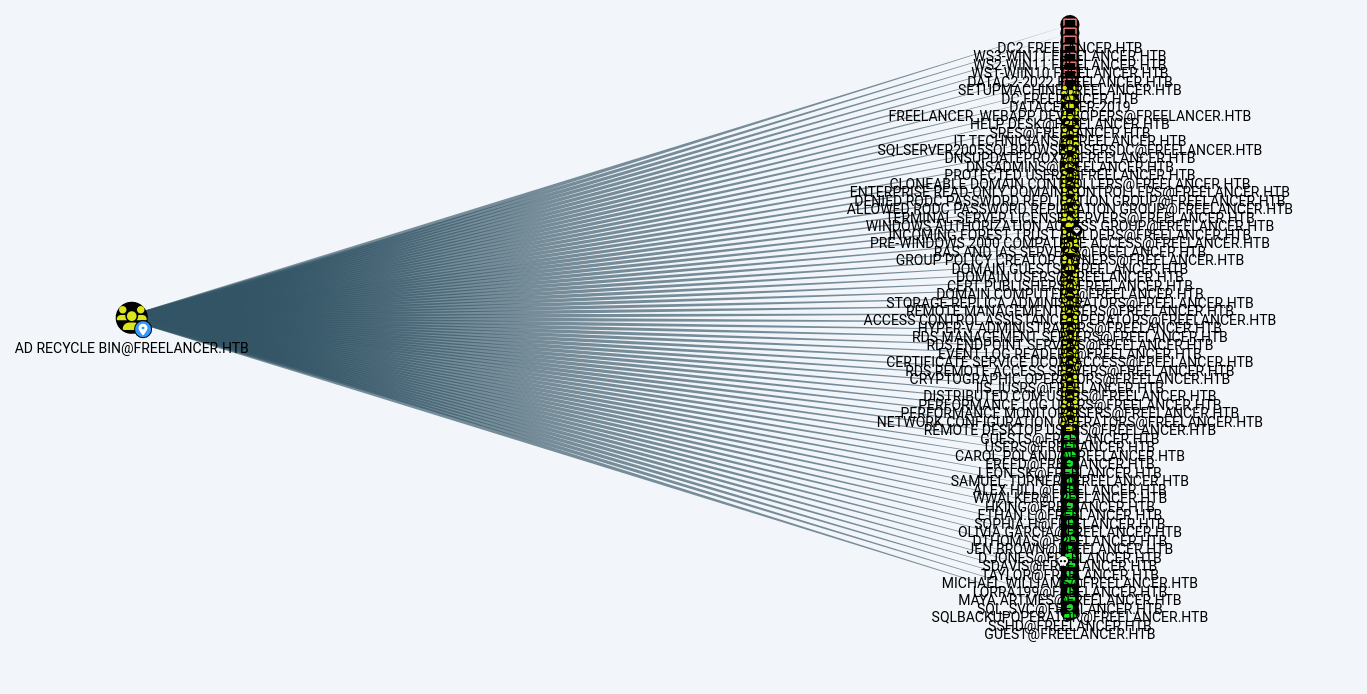 AD RECYCLE BIN@FREELANCER.HTB
DC2.FREELANCER.HTB
WS3-WIN11.FREELANCER.HTB
WS2-WIN11.FREELANCER.HTB
WS1-WIIN10.FREELANCER.HTB
DATAC2-2022.FREELANCER.HTB
SETUPMACHINE.FREELANCER.HTB
DC.FREELANCER.HTB
DATACENTER-2019
FREELANCER_WEBAPP_DEVELOPERS@FREELANCER.HTB
HELP DESK@FREELANCER.HTB
SRES@FREELANCER.HTB
IT TECHNICIANS@FREELANCER.HTB
SQLSERVER2005SQLBROWSERUSER$DC@FREELANCER.HTB
DNSUPDATEPROXY@FREELANCER.HTB
DNSADMINS@FREELANCER.HTB
PROTECTED USERS@FREELANCER.HTB
CLONEABLE DOMAIN CONTROLLERS@FREELANCER.HTB
ENTERPRISE READ-ONLY DOMAIN CONTROLLERS@FREELANCER.HTB
DENIED RODC PASSWORD REPLICATION GROUP@FREELANCER.HTB
ALLOWED RODC PASSWORD REPLICATION GROUP@FREELANCER.HTB
TERMINAL SERVER LICENSE SERVERS@FREELANCER.HTB
WINDOWS AUTHORIZATION ACCESS GROUP@FREELANCER.HTB
INCOMING FOREST TRUST BUILDERS@FREELANCER.HTB
PRE-WINDOWS 2000 COMPATIBLE ACCESS@FREELANCER.HTB
RAS AND IAS SERVERS@FREELANCER.HTB
GROUP POLICY CREATOR OWNERS@FREELANCER.HTB
DOMAIN GUESTS@FREELANCER.HTB
DOMAIN USERS@FREELANCER.HTB
CERT PUBLISHERS@FREELANCER.HTB
DOMAIN COMPUTERS@FREELANCER.HTB
STORAGE REPLICA ADMINISTRATORS@FREELANCER.HTB
REMOTE MANAGEMENT USERS@FREELANCER.HTB
ACCESS CONTROL ASSISTANCE OPERATORS@FREELANCER.HTB
HYPER-V ADMINISTRATORS@FREELANCER.HTB
RDS MANAGEMENT SERVERS@FREELANCER.HTB
RDS ENDPOINT SERVERS@FREELANCER.HTB
EVENT LOG READERS@FREELANCER.HTB
CERTIFICATE SERVICE DCOM ACCESS@FREELANCER.HTB
RDS REMOTE ACCESS SERVERS@FREELANCER.HTB
CRYPTOGRAPHIC OPERATORS@FREELANCER.HTB
IIS_IUSRS@FREELANCER.HTB
DISTRIBUTED COM USERS@FREELANCER.HTB
PERFORMANCE LOG USERS@FREELANCER.HTB
PERFORMANCE MONITOR USERS@FREELANCER.HTB
NETWORK CONFIGURATION OPERATORS@FREELANCER.HTB
REMOTE DESKTOP USERS@FREELANCER.HTB
GUESTS@FREELANCER.HTB
USERS@FREELANCER.HTB
CAROL.POLAND@FREELANCER.HTB
EREED@FREELANCER.HTB
LEON.SK@FREELANCER.HTB
SAMUEL.TURNER@FREELANCER.HTB
ALEX.HILL@FREELANCER.HTB
WWALKER@FREELANCER.HTB
HKING@FREELANCER.HTB
ETHAN.L@FREELANCER.HTB
SOPHIA.H@FREELANCER.HTB
OLIVIA.GARCIA@FREELANCER.HTB
DTHOMAS@FREELANCER.HTB
JEN.BROWN@FREELANCER.HTB
D.JONES@FREELANCER.HTB
SDAVIS@FREELANCER.HTB
TAYLOR@FREELANCER.HTB
MICHAEL.WILLIAMS@FREELANCER.HTB
LORRA199@FREELANCER.HTB
MAYA.ARTMES@FREELANCER.HTB
SQL_SVC@FREELANCER.HTB
SQLBACKUPOPERATOR@FREELANCER.HTB
SSHD@FREELANCER.HTB
GUEST@FREELANCER.HTB